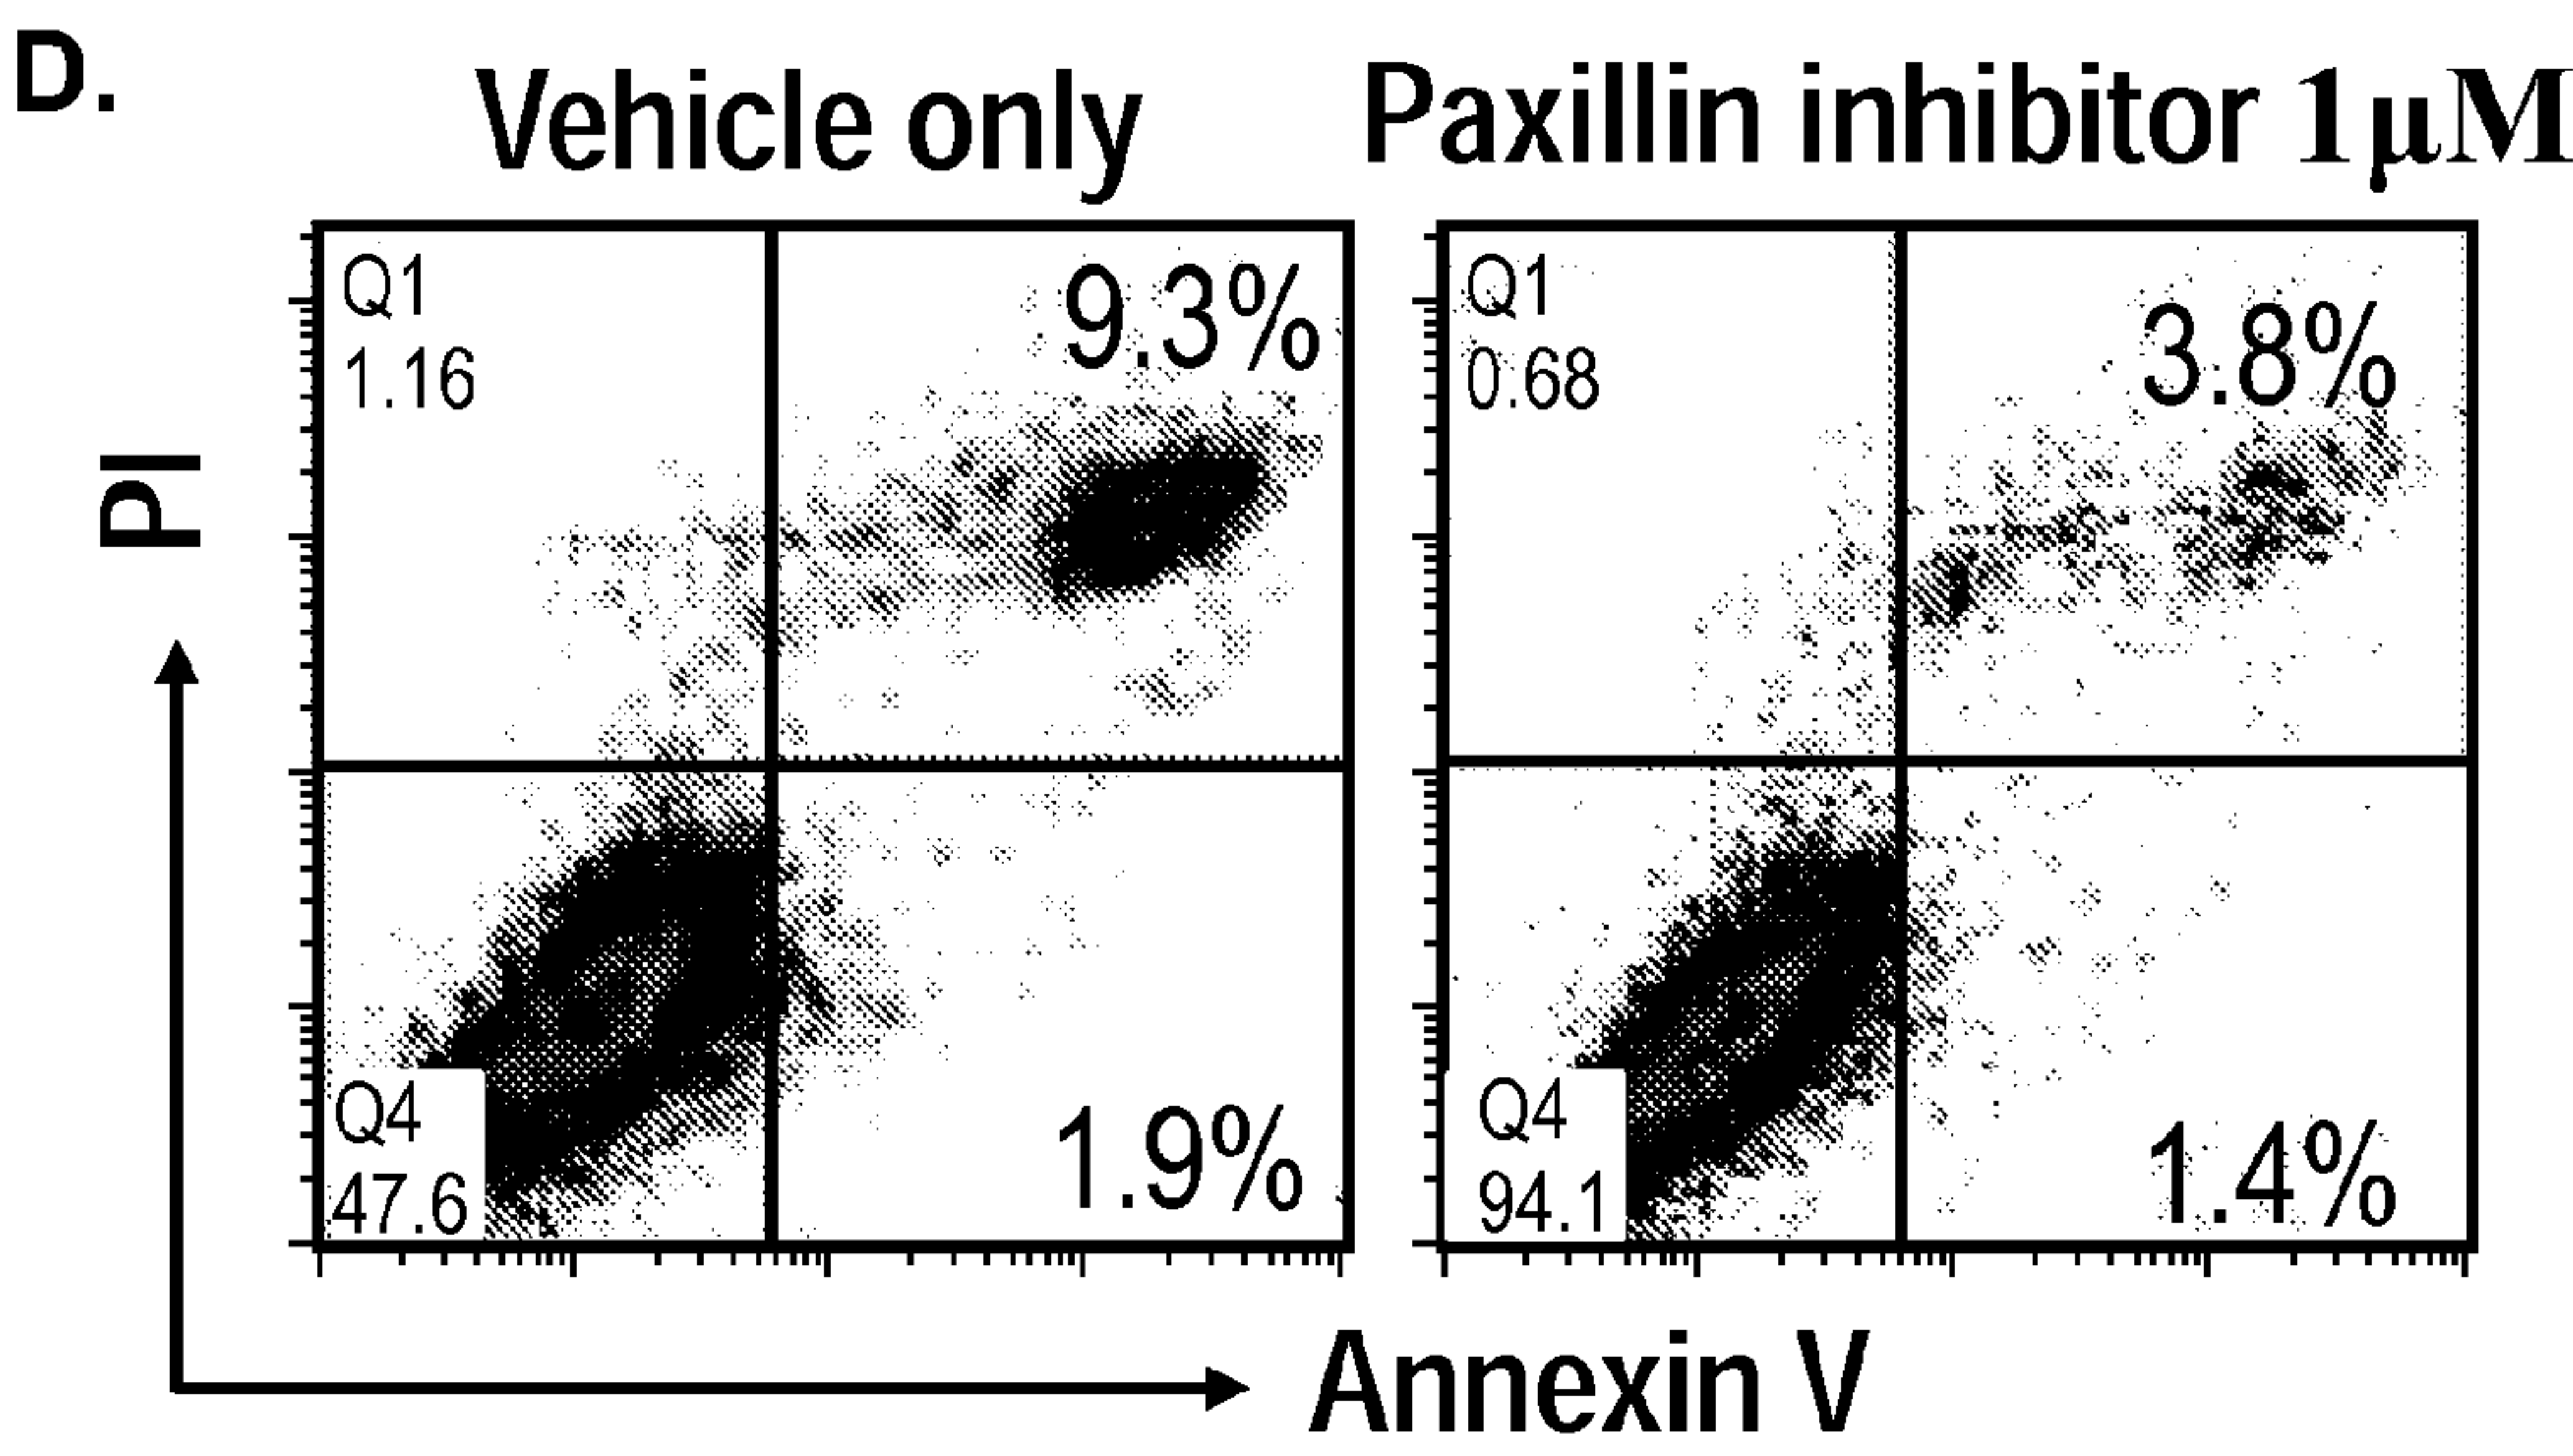 D.
Vehicle only
Paxillin inhibitor 1μM
Q1
1.16
9.3%
Q1
0.68
3.8%
PI
Q4
47.6
1.9%
Q4
94.1
1.4%
Annexin V